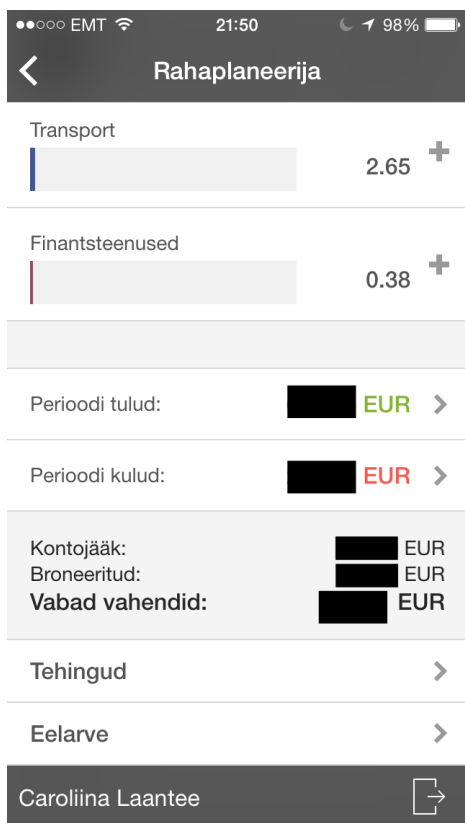 EMT 21:50 98%
Rahaplaneerija
Transport
2.65
Finantsteenused
0.38
Perioodi tulud: EUR
Perioodi kulud: EUR
Kontojääk: EUR
Broneeritud: EUR
Vabad vahendid: EUR
Tehingud
Eelarve
Caroliina Laantee